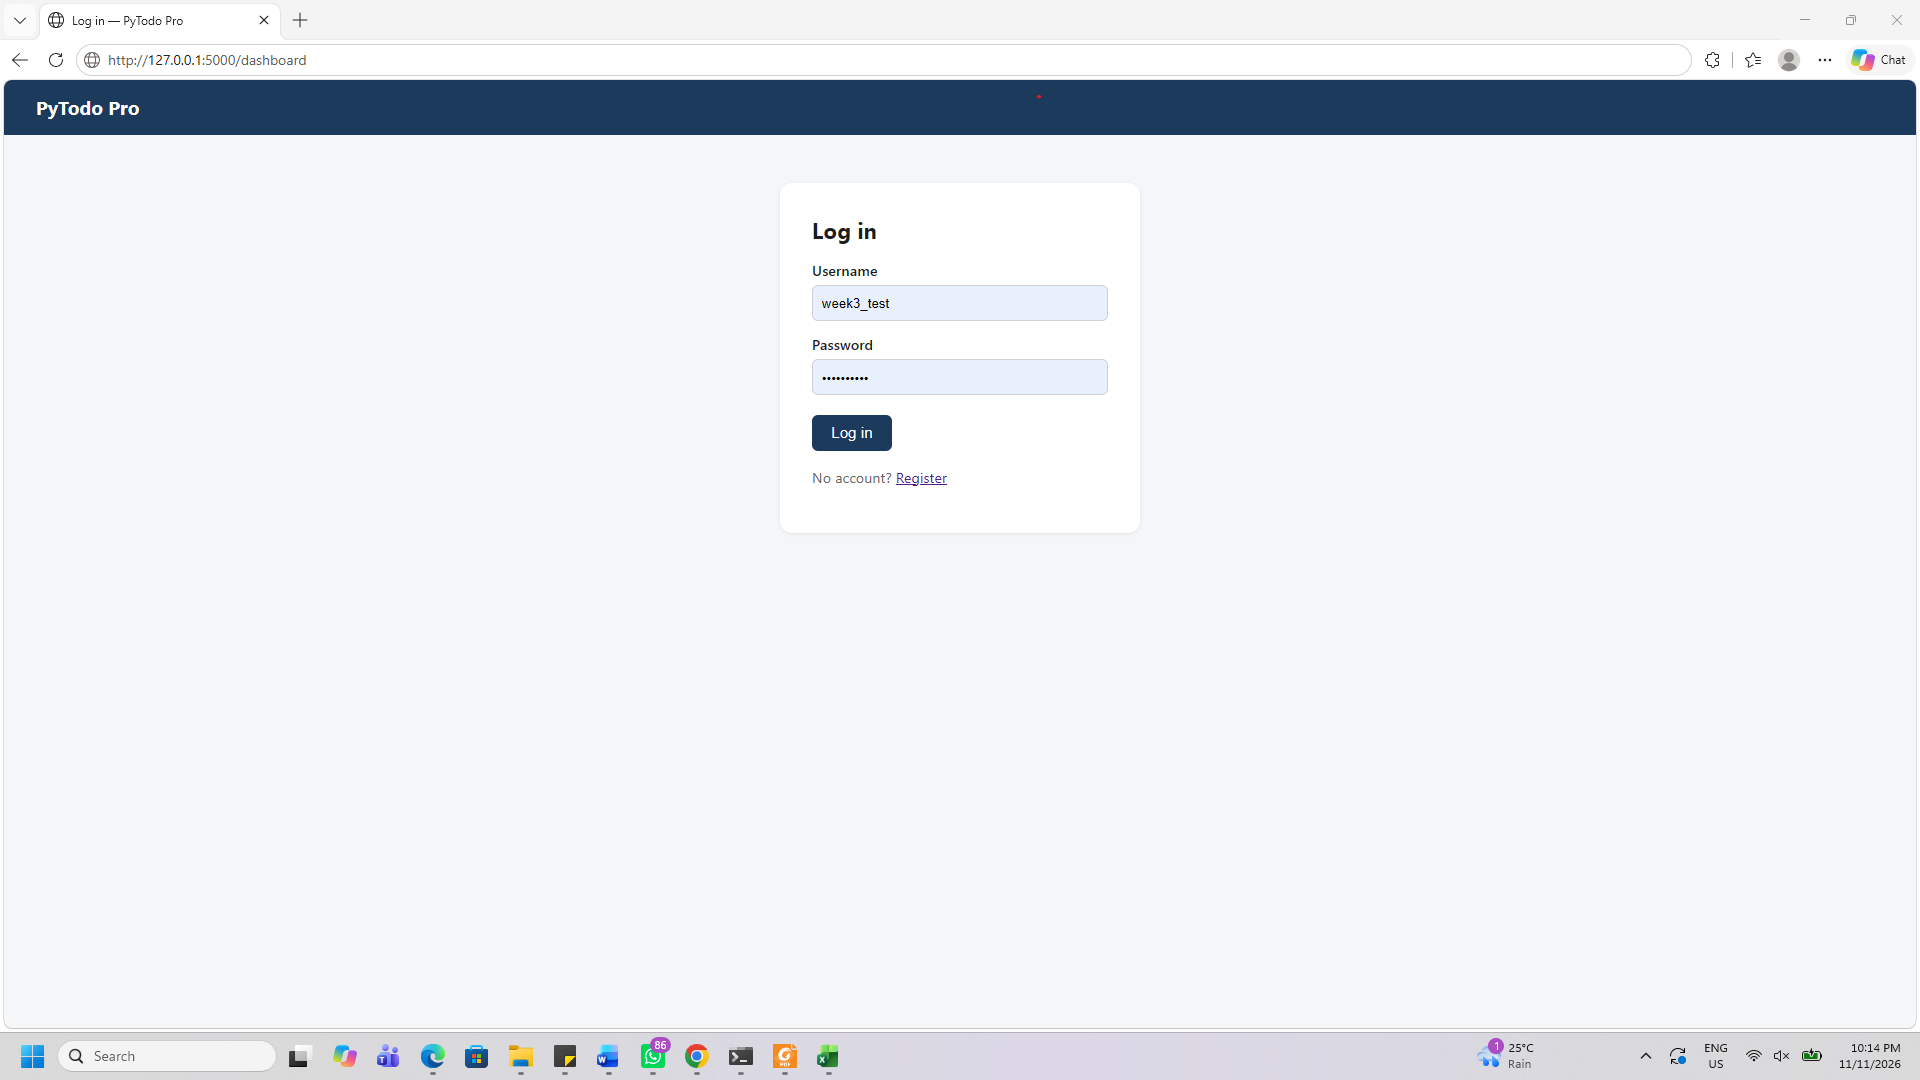 Log in — PyTodo Pro
http://127.0.0.1:5000/dashboard
Chat
PyTodo Pro
Log in
Username
week3_test
Password
••••••••••
Log in
No account? Register
Search
86
1
25°C
Rain
ENG
US
10:14 PM
11/11/2026